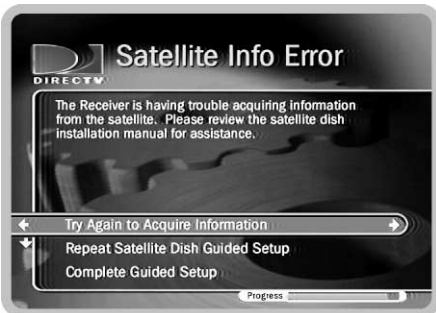 Satellite Info Error
DIRECTV
The Receiver is having trouble acquiring information
from the satellite. Please review the satellite dish
installation manual for assistance.
Try Again to Acquire Information
Repeat Satellite Dish Guided Setup
Complete Guided Setup
Progress